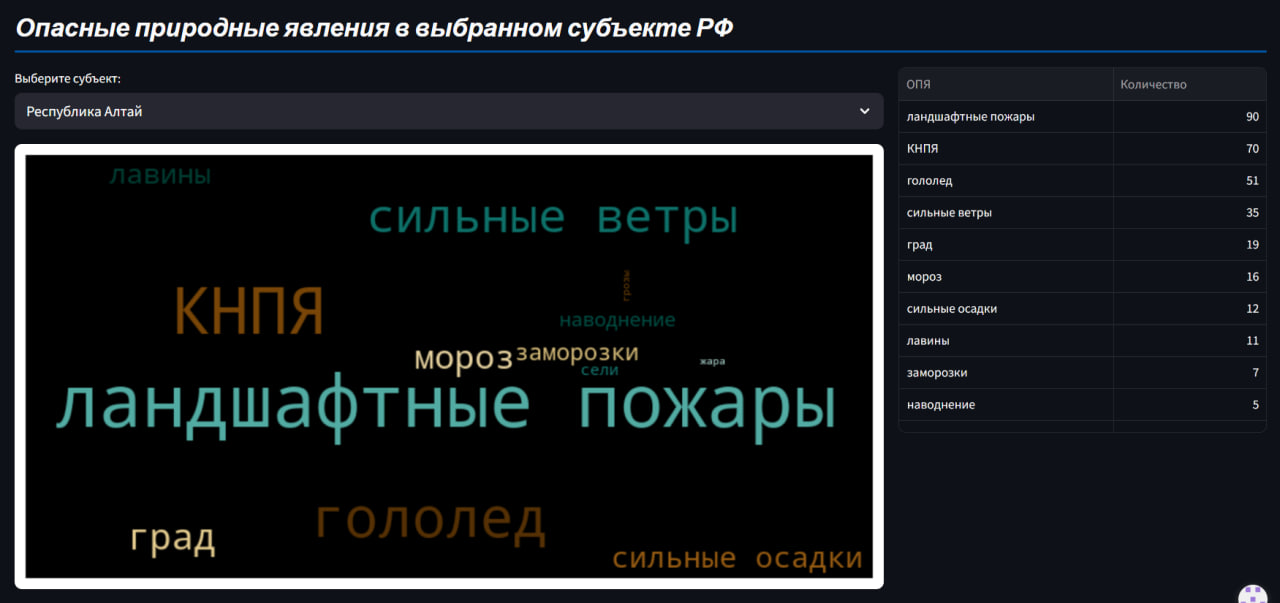 Опасные природные явления в выбранном субъекте РФ
Выберите субъект:
Республика Алтай
лавины
сильные ветры
грозы
КНПЯ
наводнение
мороз
заморозки
жара
сели
ландшафтные пожары
гололед
град
сильные осадки
ОПЯ Количество
ландшафтные пожары 90
КНПЯ 70
гололед 51
сильные ветры 35
град 19
мороз 16
сильные осадки 12
лавины 11
заморозки 7
наводнение 5